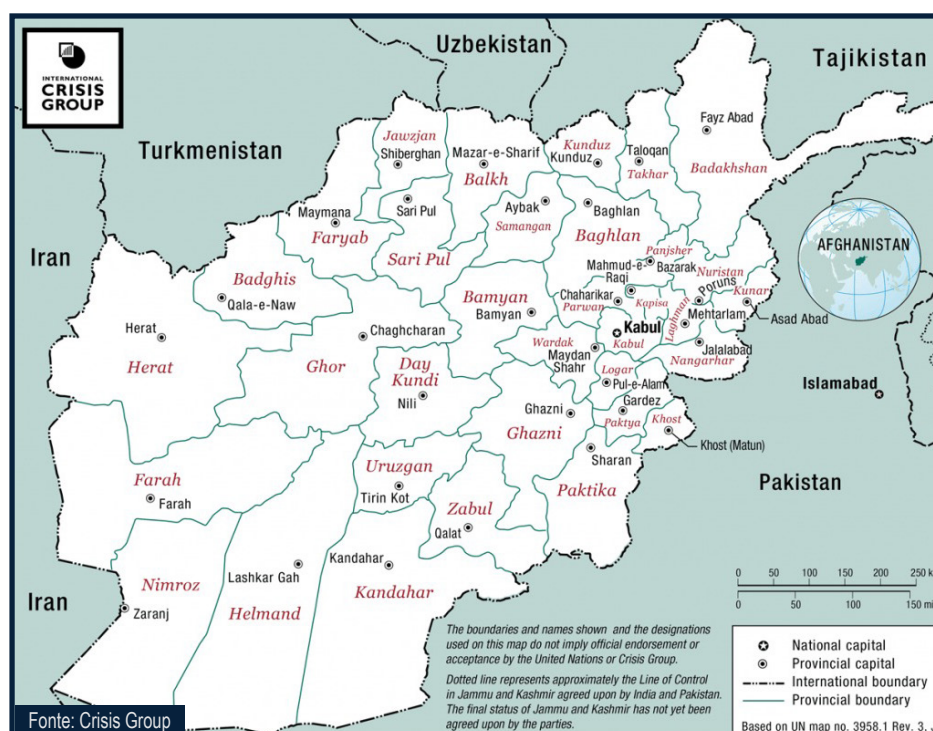 INTERNATIONAL
CRISIS
GROUP
Uzbekistan
Tajikistan
Turkmenistan
Iran
Iran
Pakistan
Islamabad
AFGHANISTAN
Jawzjan
Shiberghan
Mazar-e-Sharif
Balkh
Kunduz
Kunduz
Taloqan
Takhar
Fayz Abad
Badakhshan
Maymana
Faryab
Sari Pul
Sari Pul
Aybak
Samangan
Baghlan
Baghlan
Panjsher
Bazarak
Nuristan
Poruns
Kunar
Asad Abad
Badghis
Qala-e-Naw
Bamyan
Bamyan
Mahmud-e-
Raqi
Chaharikar
Parwan
Kapisa
Laghman
Mehtarlam
Kabul
Kabul
Jalalabad
Nangarhar
Herat
Herat
Chaghcharan
Ghor
Day
Kundi
Nili
Wardak
Maydan
Shahr
Logar
Pul-e-Alam
Gardez
Paktya
Khost
Khost (Matun)
Ghazni
Ghazni
Sharan
Paktika
Farah
Farah
Uruzgan
Tirin Kot
Zabul
Qalat
Nimroz
Zaranj
Lashkar Gah
Helmand
Kandahar
Kandahar
0 50 100 150 200 250 k
0 50 100 150 mi
The boundaries and names shown and the designations
used on this map do not imply official endorsement or
acceptance by the United Nations or Crisis Group.
Dotted line represents approximately the Line of Control
in Jammu and Kashmir agreed upon by India and Pakistan.
The final status of Jammu and Kashmir has not yet been
agreed upon by the parties.
National capital
Provincial capital
International boundary
Provincial boundary
Based on UN map no. 3958.1 Rev. 3, J
Fonte: Crisis Group